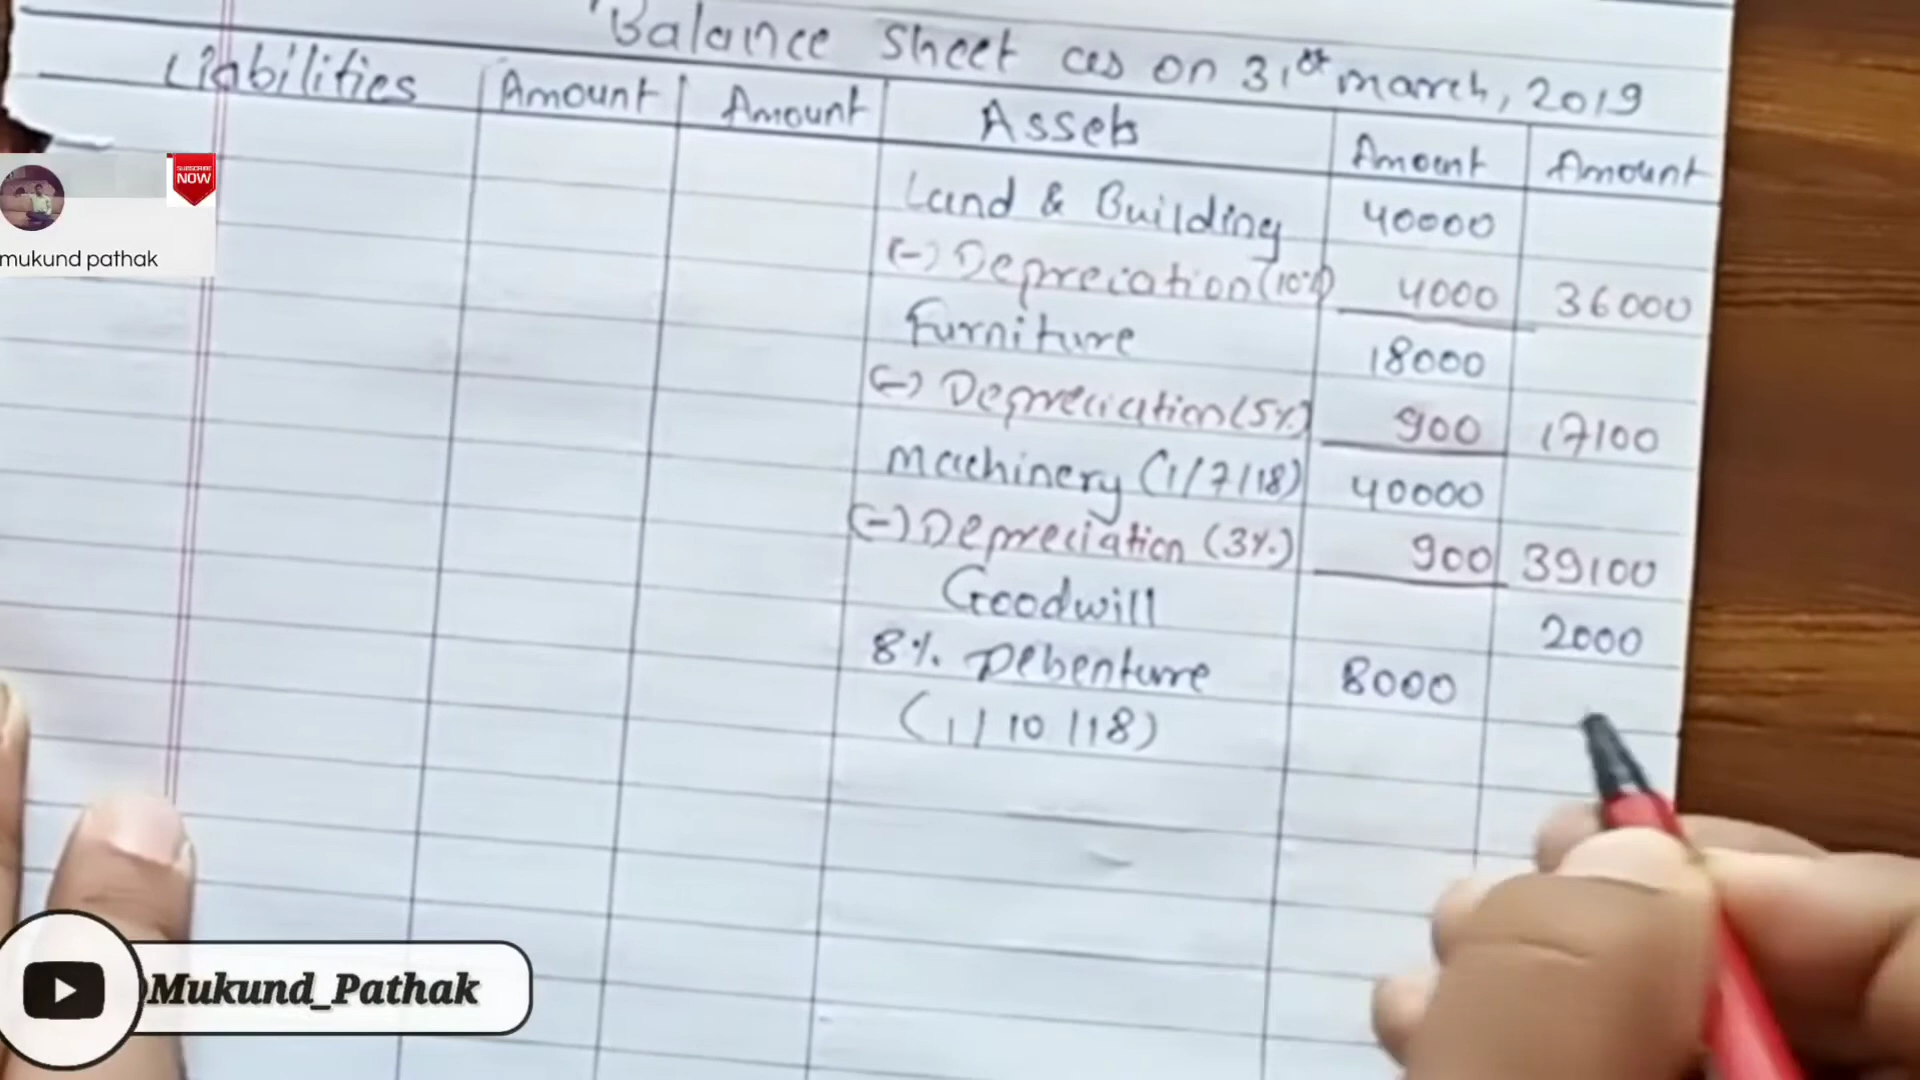 Balance Sheet as on 31st march, 2019
Liabilities Amount Amount Assets Amount Amount
Land & Building 40000
(-) Depreciation (10%) 4000 36000
Furniture 18000
(-) Depreciation (5%) 900 17100
Machinery (1/7/18) 40000
(-) Depreciation (3%.) 900 39100
Goodwill 2000
8%. Debenture 8000
(1/10/18)
SUBSCRIBE
NOW
mukund pathak
Mukund_Pathak